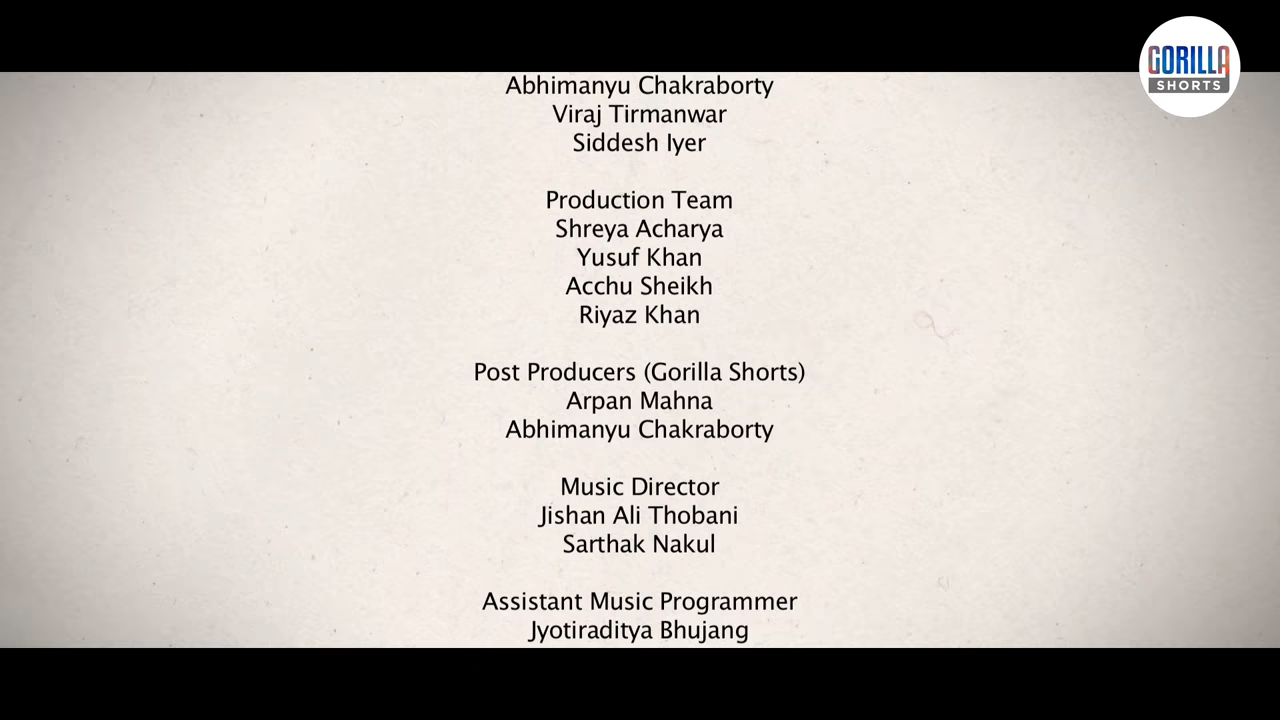 GORILLA
SHORTS
Abhimanyu Chakraborty
Viraj Tirmanwar
Siddesh Iyer
Production Team
Shreya Acharya
Yusuf Khan
Acchu Sheikh
Riyaz Khan
Post Producers (Gorilla Shorts)
Arpan Mahna
Abhimanyu Chakraborty
Music Director
Jishan Ali Thobani
Sarthak Nakul
Assistant Music Programmer
Jyotiraditya Bhujang